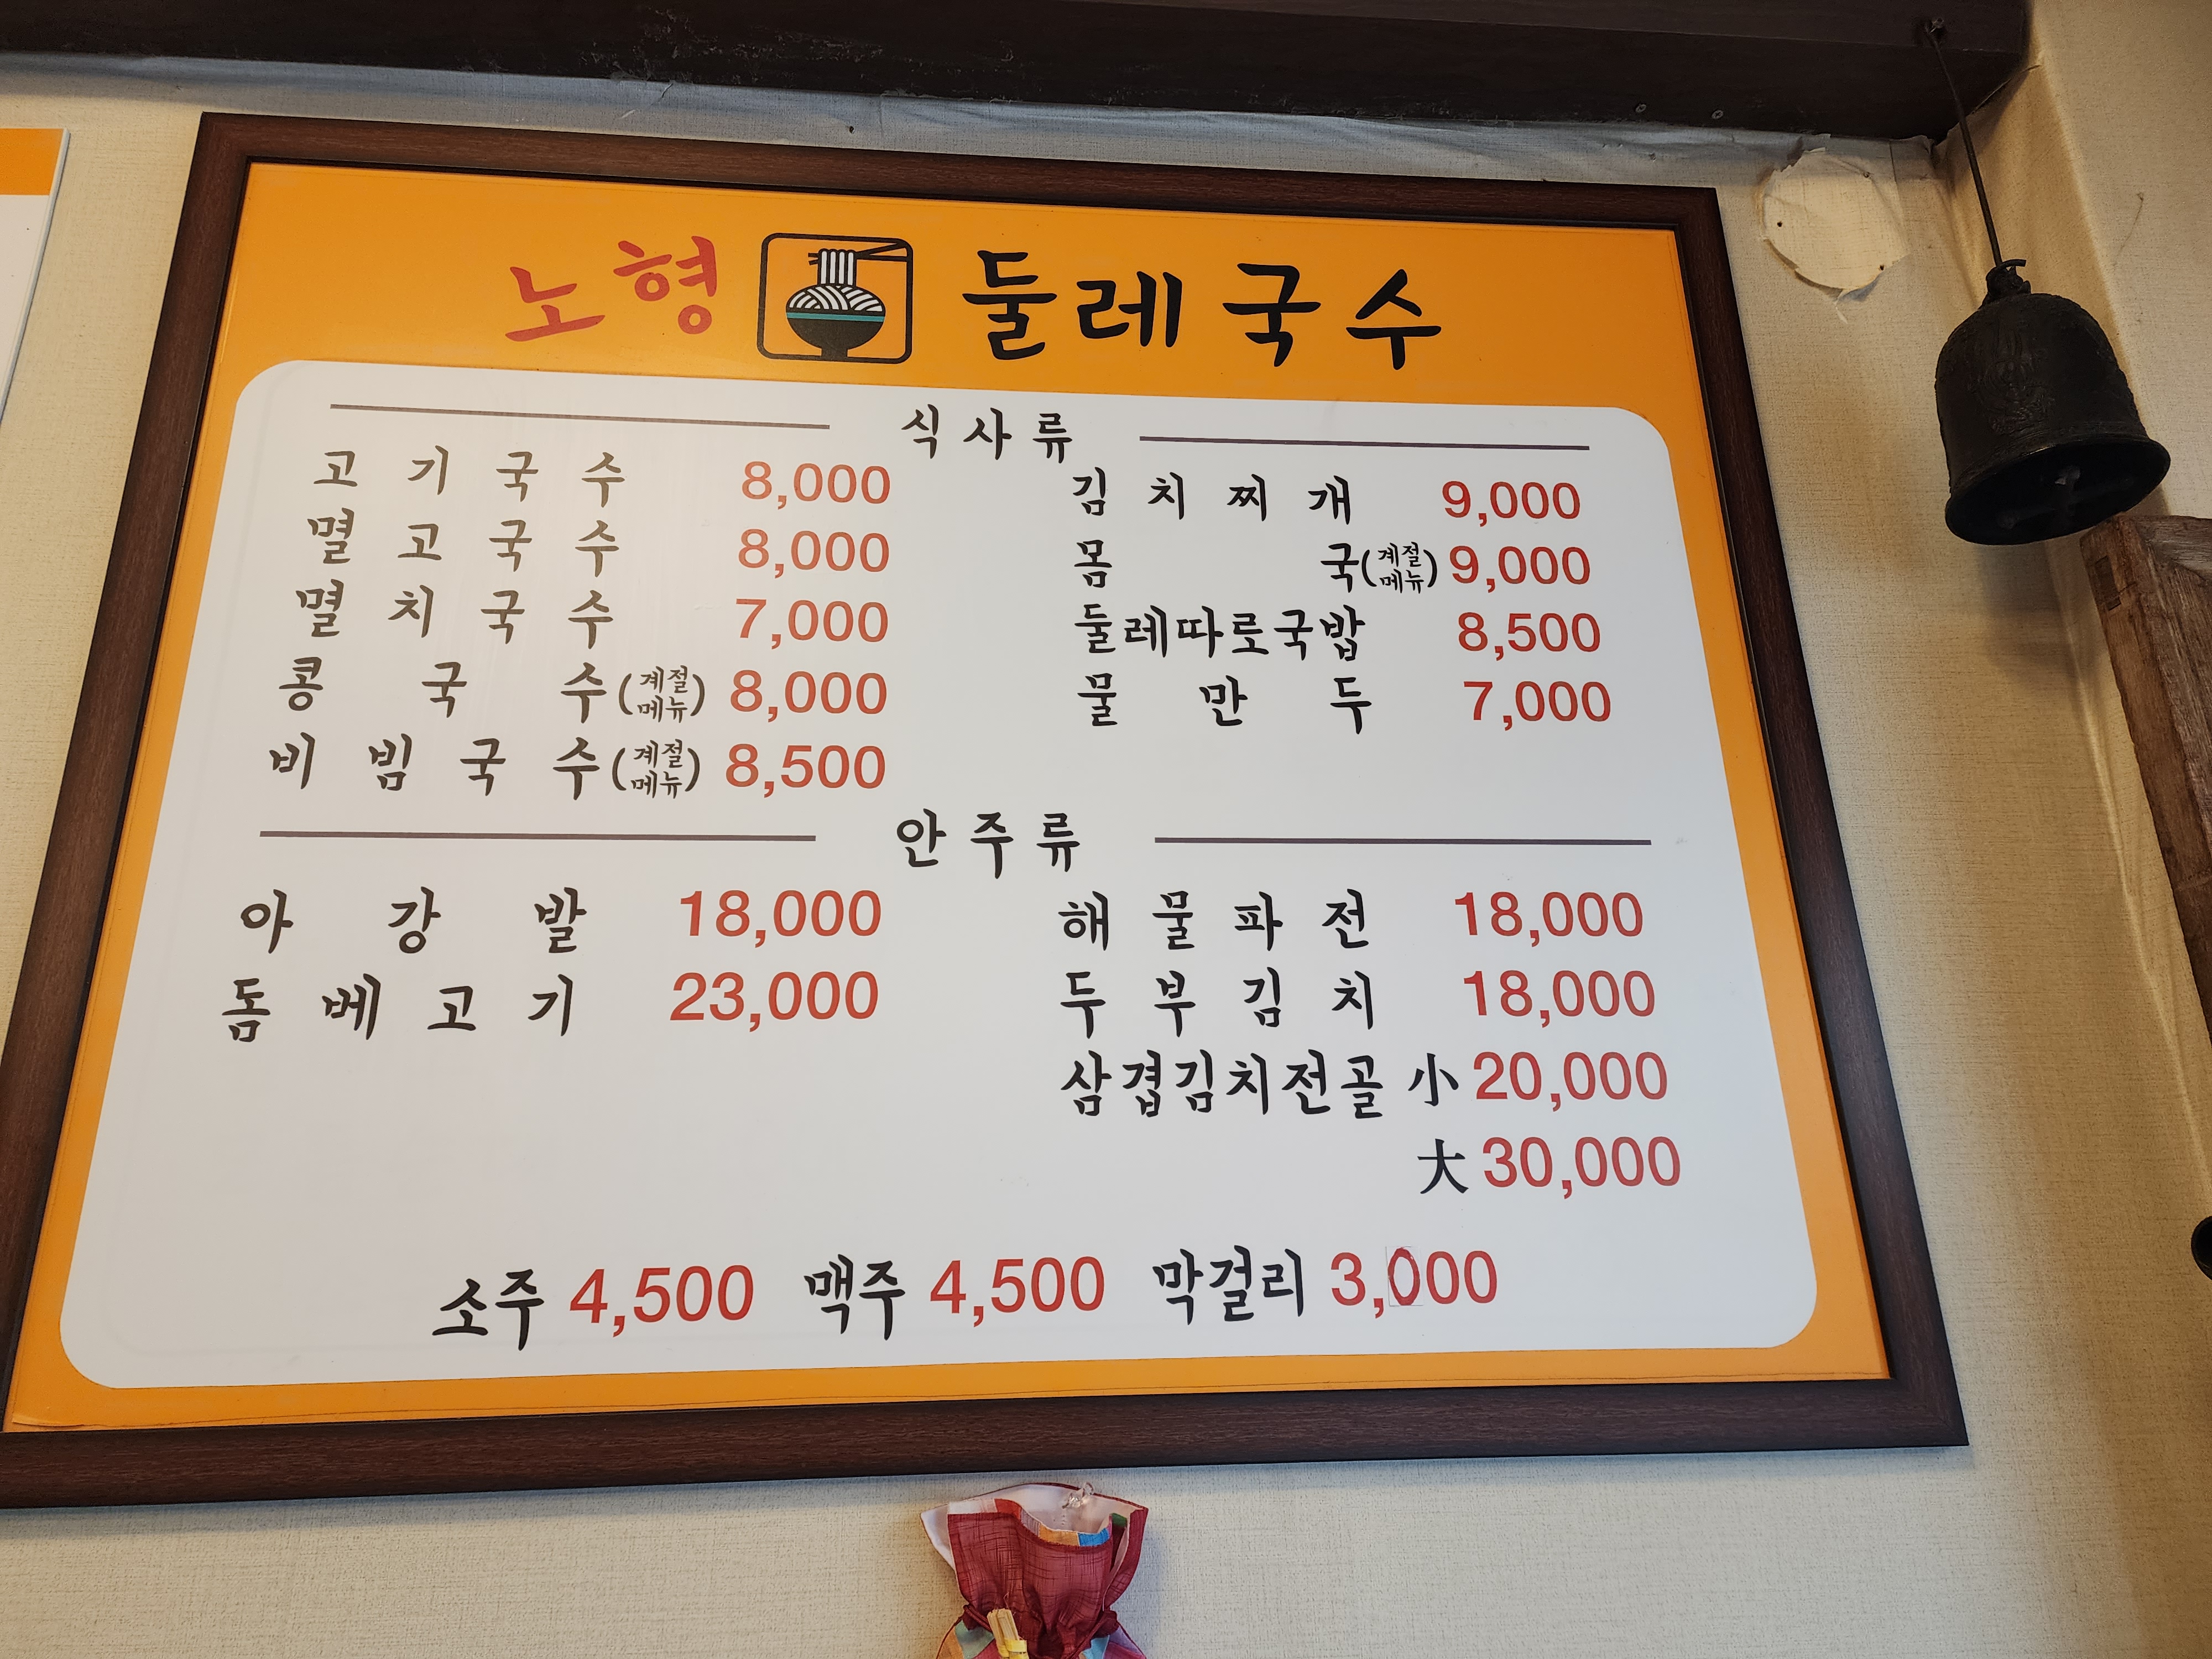 노형 둘레국수
식사류
고기국수 8,000
멸고국수 8,000
멸치국수 7,000
콩국수(계절메뉴) 8,000
비빔국수(계절메뉴) 8,500
김치찌개 9,000
몸국(계절메뉴) 9,000
둘레따로국밥 8,500
물만두 7,000
안주류
아강발 18,000
돔베고기 23,000
해물파전 18,000
두부김치 18,000
삼겹김치전골 小 20,000
大 30,000
소주 4,500 맥주 4,500 막걸리 3,000